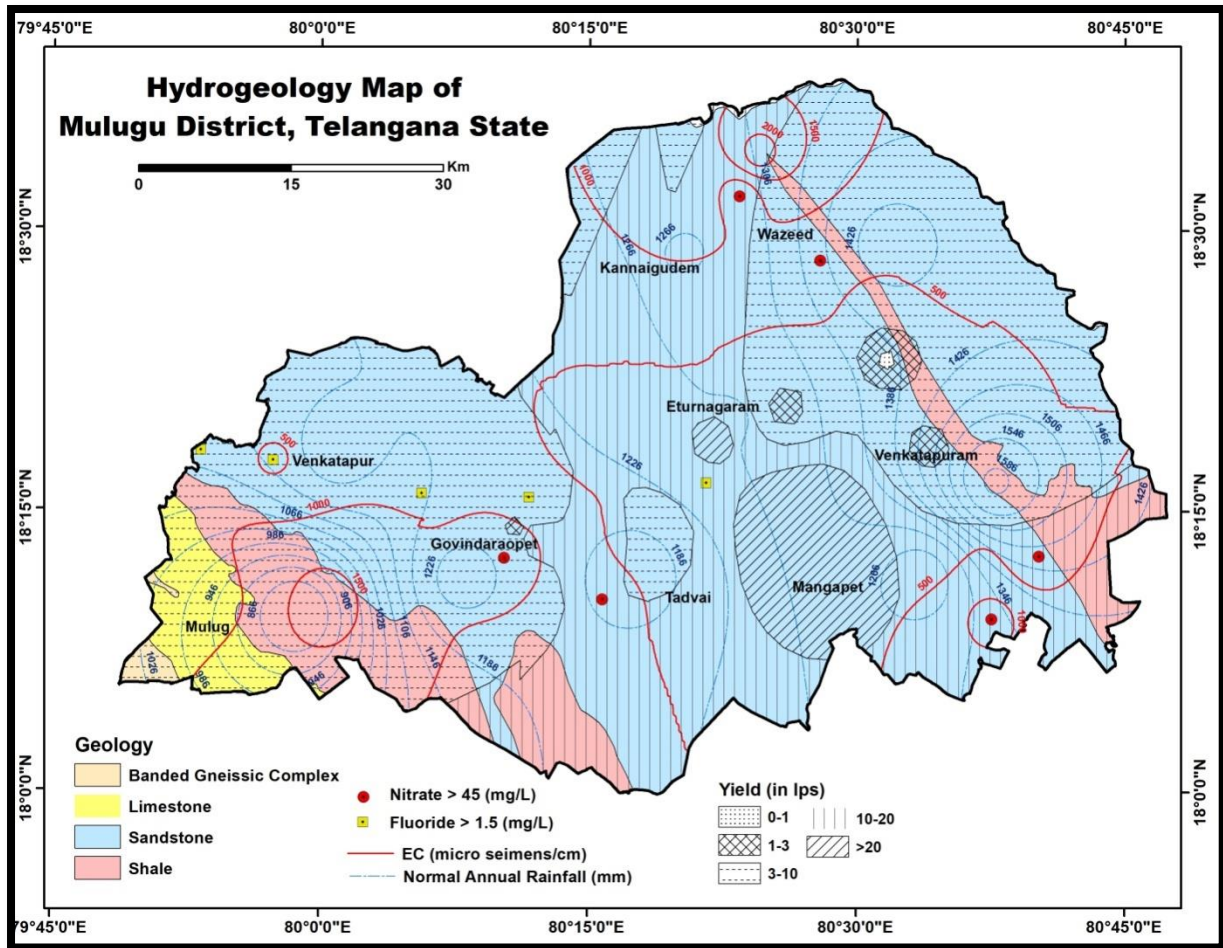 79°45'0"E 80°0'0"E 80°15'0"E 80°30'0"E 80°45'0"E
Hydrogeology Map of
Mulugu District, Telangana State
Km
0 15 30
18°30'0"N
18°30'0"N
18°15'0"N
18°15'0"N
18°0'0"N
18°0'0"N
2000
1500
1306
1000
1266
1266
Wazeed
1426
Kannaigudem
500
1426
1386
Eturnagaram
1506
1546
1466
Venkatapuram
1586
1426
500
Venkatapur
1226
1000
1066
986
Govindaraopet
1186
1226
1500
946
906
866
1026
1106
Mulug
Tadvai
Mangapet
1206
500
1346
1000
1026
986
946
1146
1186
Geology
Banded Gneissic Complex
Limestone
Sandstone
Shale
Nitrate > 45 (mg/L)
Fluoride > 1.5 (mg/L)
EC (micro seimens/cm)
Normal Annual Rainfall (mm)
Yield (in lps)
0-1 10-20
1-3 >20
3-10
79°45'0"E 80°0'0"E 80°15'0"E 80°30'0"E 80°45'0"E